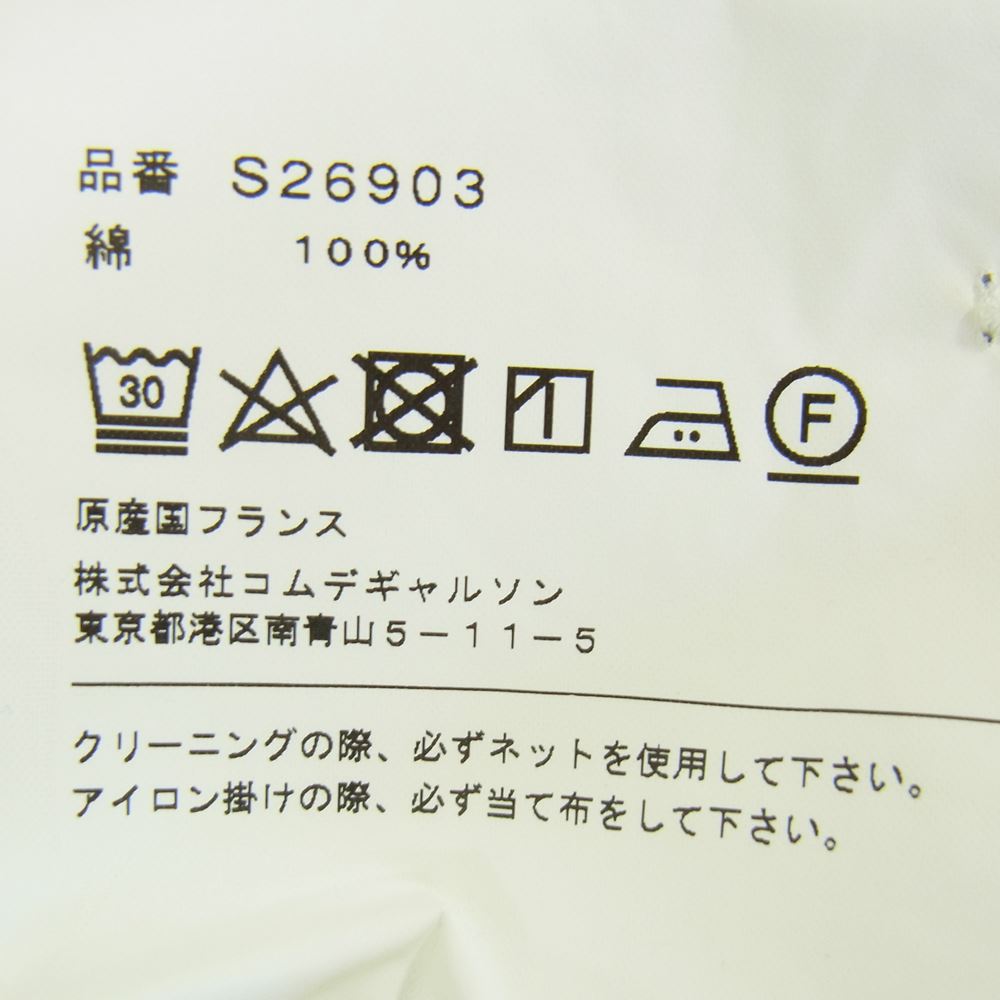 品番 S26903
綿 100%
30 F
原産国フランス
株式会社コムデギャルソン
東京都港区南青山5−11−5
クリーニングの際、必ずネットを使用して下さい。
アイロン掛けの際、必ず当て布をして下さい。